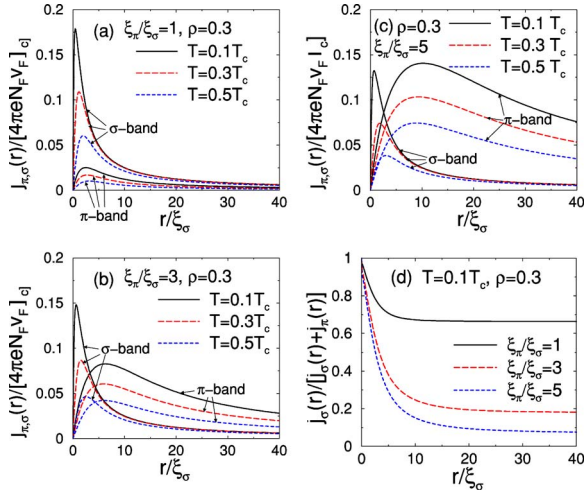 (a) ξπ/ξσ=1, ρ=0.3
T=0.1Tc
T=0.3Tc
T=0.5Tc
σ−band
π−band
jπ,σ(r)/[4πeNFvF]cj
0.2
0.15
0.1
0.05
0
0 10 20 30 40
r/ξσ
(c) ρ=0.3
ξπ/ξσ=5
T=0.1 Tc
T=0.3 Tc
T=0.5 Tc
π−band
σ−band
jπ,σ(r)/[4πeNFvF Ic]
0.2
0.15
0.1
0.05
0
0 10 20 30 40
r/ξσ
(b) ξπ/ξσ=3, ρ=0.3
T=0.1Tc
T=0.3Tc
T=0.5Tc
σ−band
π−band
jπ,σ(r)/[4πeNFvF]cj
0.2
0.15
0.1
0.05
0
0 10 20 30 40
r/ξσ
(d) T=0.1Tc, ρ=0.3
ξπ/ξσ=1
ξπ/ξσ=3
ξπ/ξσ=5
jσ(r)/[jσ(r)+jπ(r)]
1
0.8
0.6
0.4
0.2
0
0 10 20 30 40
r/ξσ